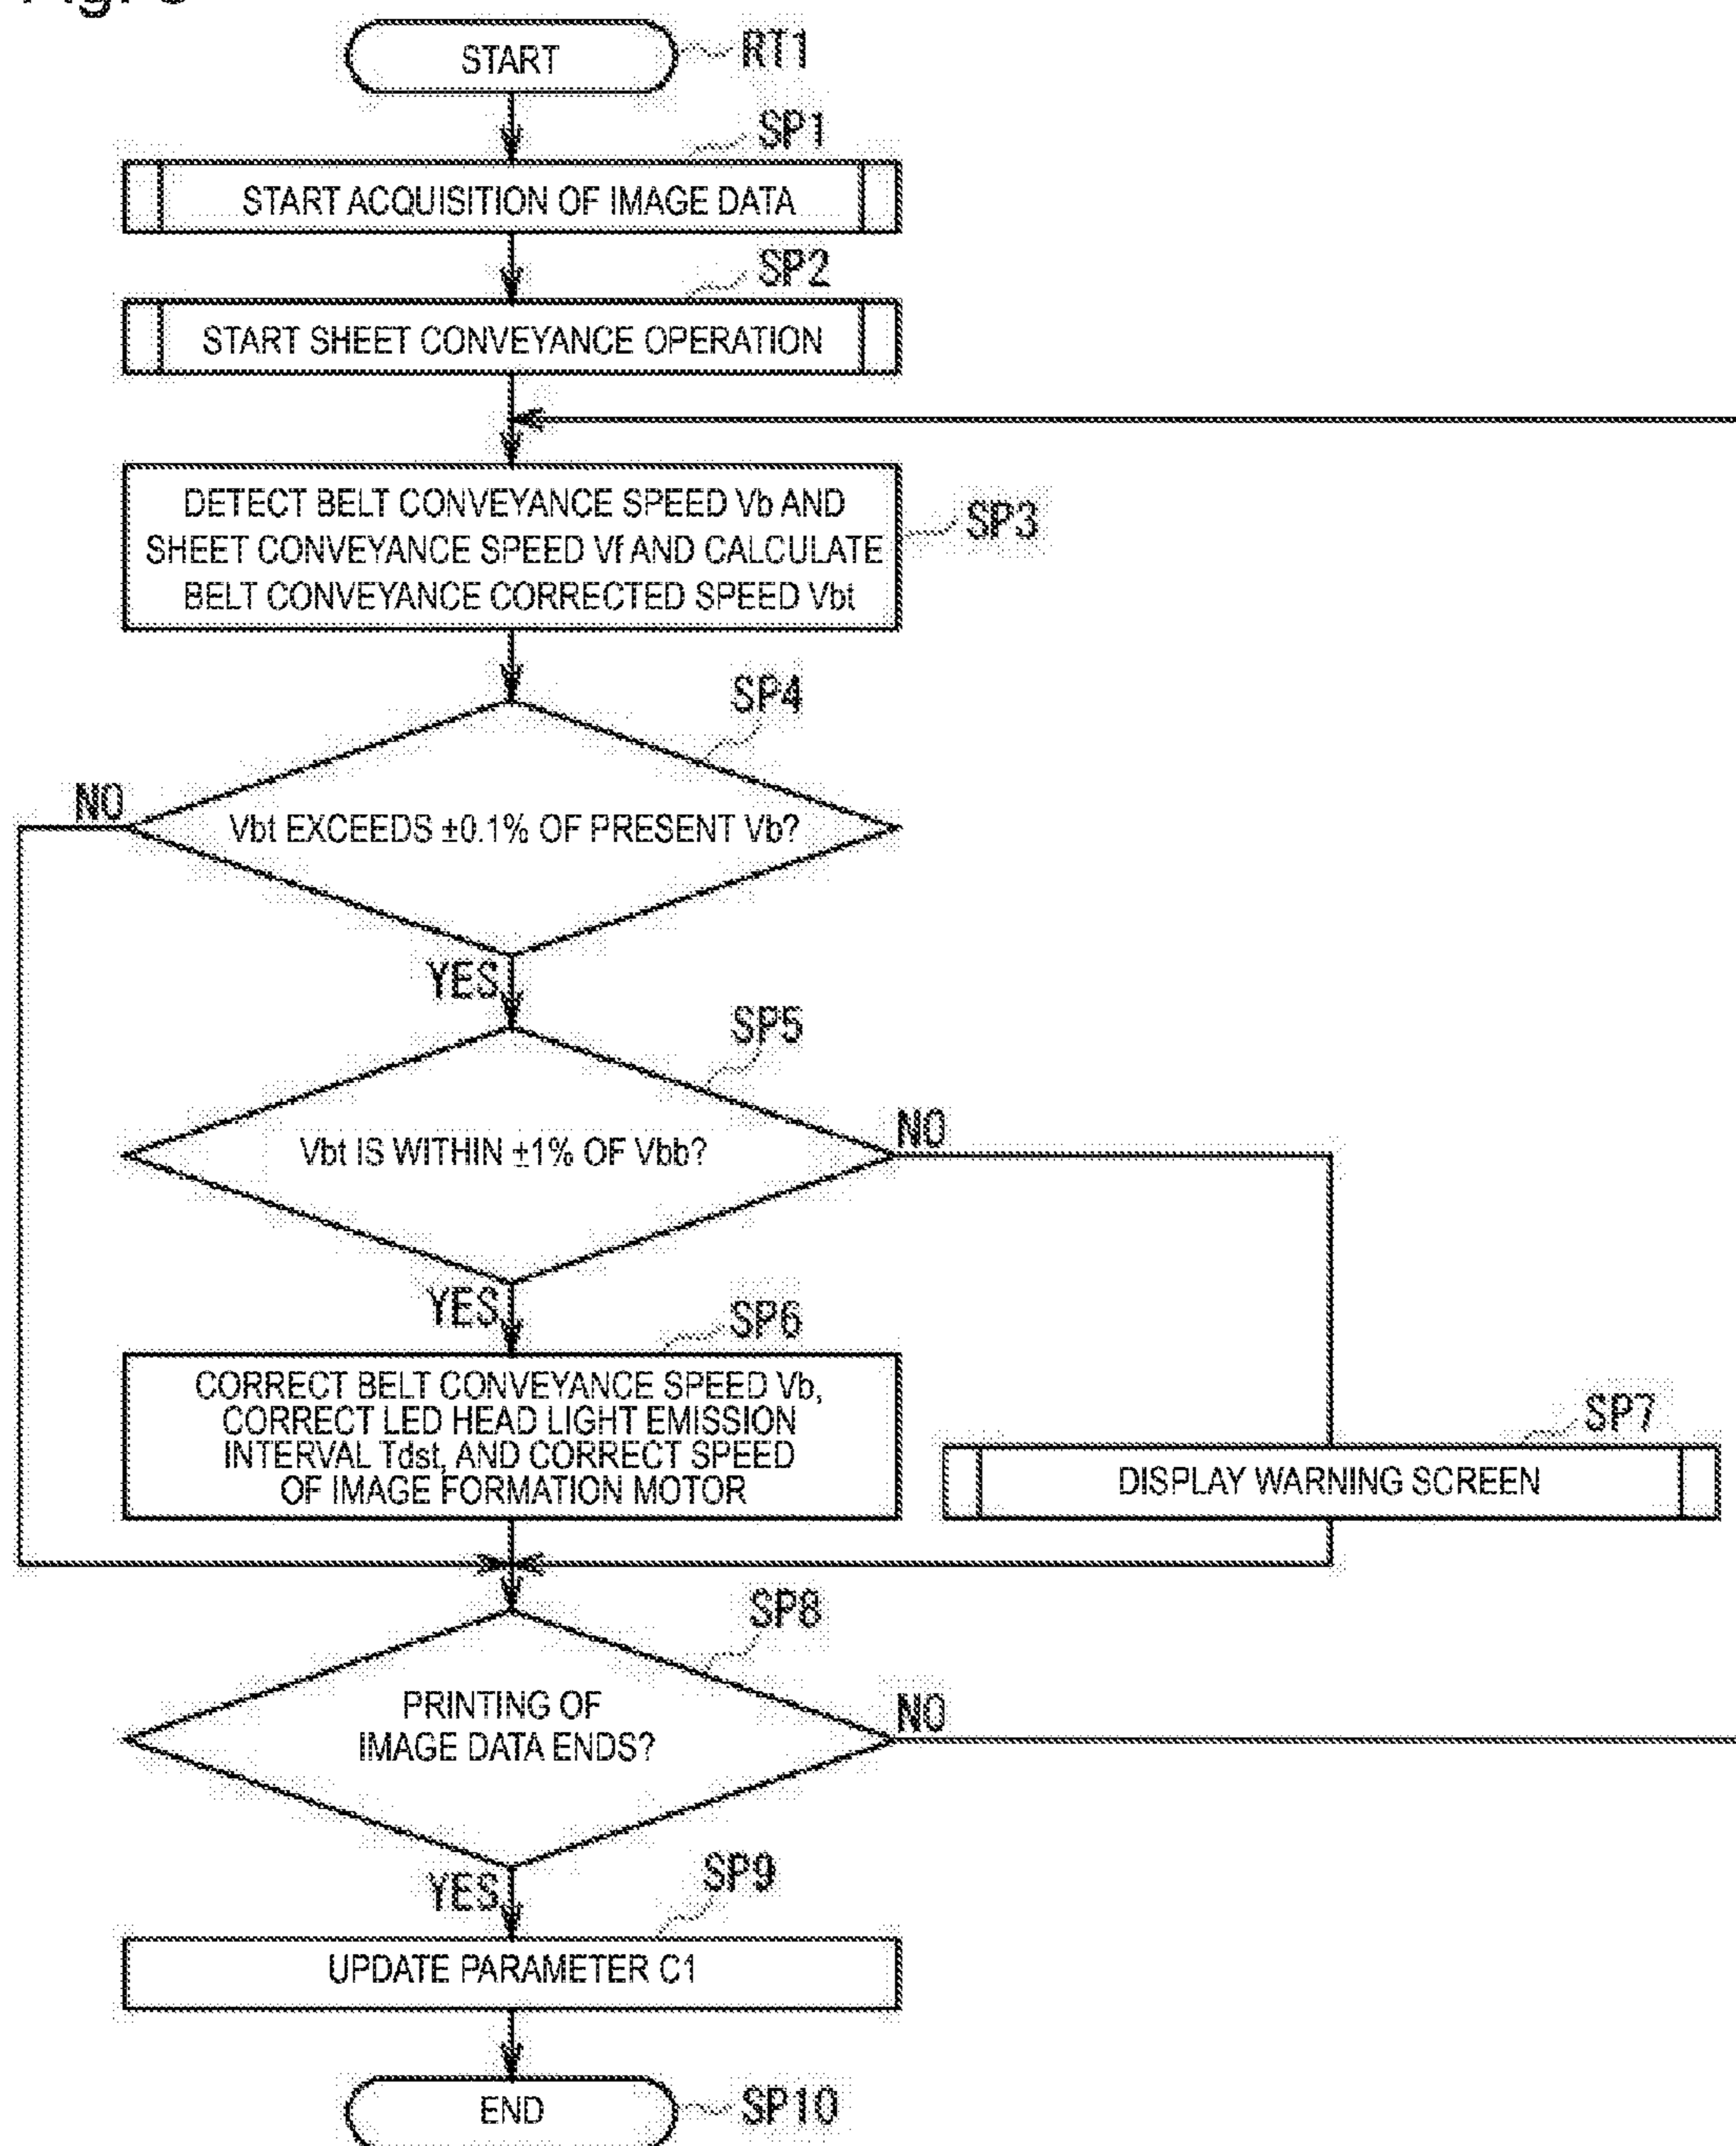 START
RT1
SP1
START ACQUISITION OF IMAGE DATA
SP2
START SHEET CONVEYANCE OPERATION
DETECT BELT CONVEYANCE SPEED Vb AND
SHEET CONVEYANCE SPEED Vf AND CALCULATE
BELT CONVEYANCE CORRECTED SPEED Vbt
SP3
SP4
NO
Vbt EXCEEDS ±0.1% OF PRESENT Vb?
YES
SP5
Vbt IS WITHIN ±1% OF Vbb?
NO
YES
SP6
CORRECT BELT CONVEYANCE SPEED Vb,
CORRECT LED HEAD LIGHT EMISSION
INTERVAL Tdst, AND CORRECT SPEED
OF IMAGE FORMATION MOTOR
SP7
DISPLAY WARNING SCREEN
SP8
PRINTING OF
IMAGE DATA ENDS?
NO
YES
SP9
UPDATE PARAMETER C1
END
SP10